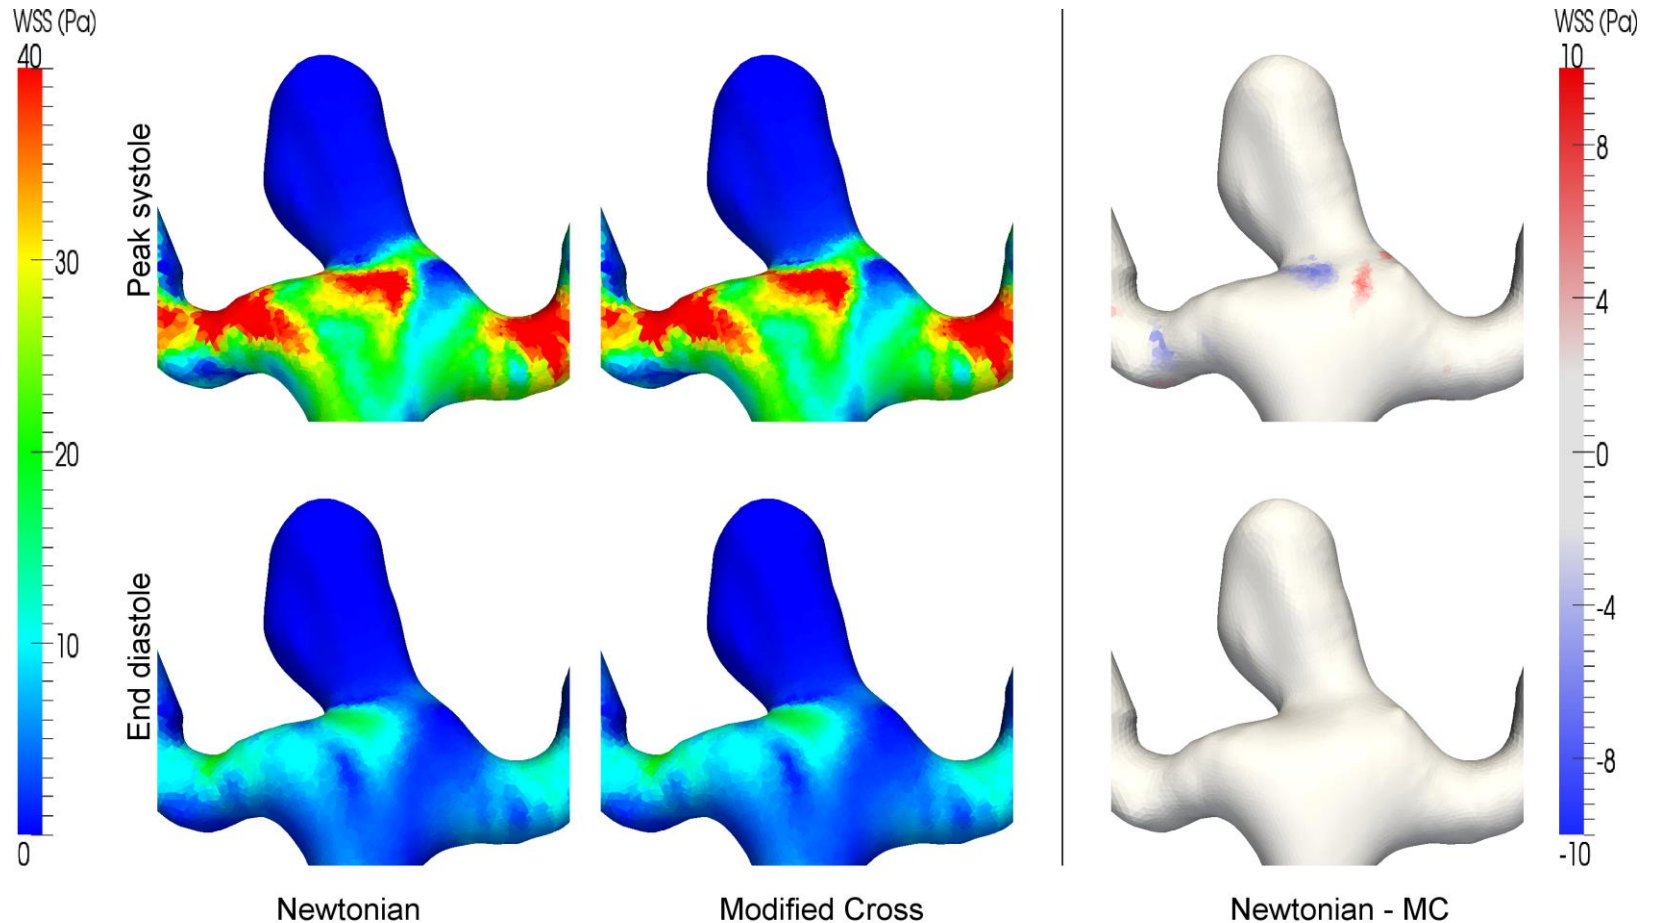 WSS (Pa)
40
30
20
10
0
Peak systole
End diastole
Newtonian
Modified Cross
Newtonian - MC
WSS (Pa)
10
8
4
0
-4
-8
-10